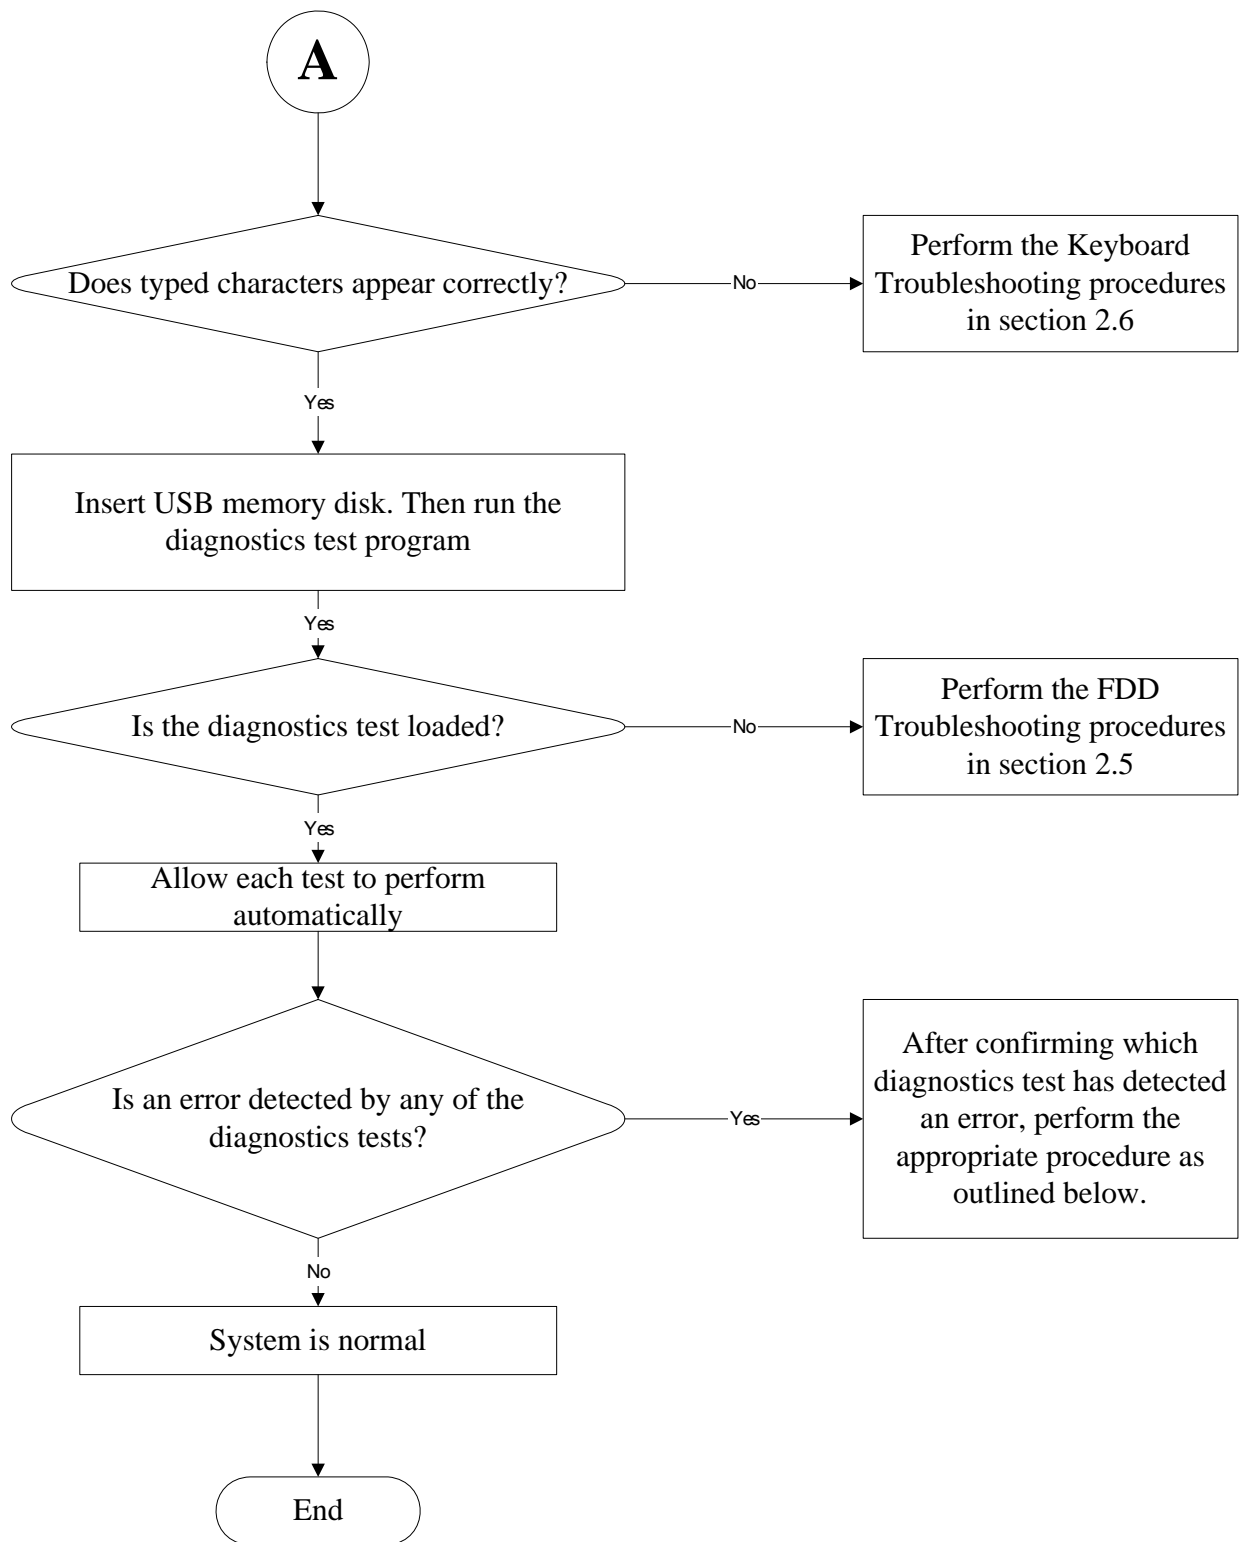 A
Does typed characters appear correctly?
No
Perform the Keyboard
Troubleshooting procedures
in section 2.6
Yes
Insert USB memory disk. Then run the
diagnostics test program
Yes
Is the diagnostics test loaded?
No
Perform the FDD
Troubleshooting procedures
in section 2.5
Yes
Allow each test to perform
automatically
Is an error detected by any of the
diagnostics tests?
Yes
After confirming which
diagnostics test has detected
an error, perform the
appropriate procedure as
outlined below.
No
System is normal
End